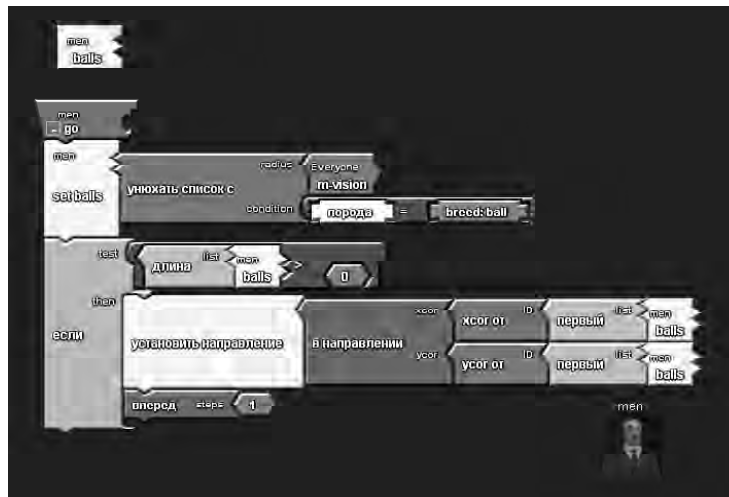 men
balls
men
- go
men
set balls
унюхать список с
radius
Everyone
m-vision
condition
порода
=
breed: ball
если
test
длина
list
men
balls
>
0
then
установить направление
в направлении
xcor
xcor от
ID
первый
list
men
balls
ycor
ycor от
ID
первый
list
men
balls
вперед
steps
1
men